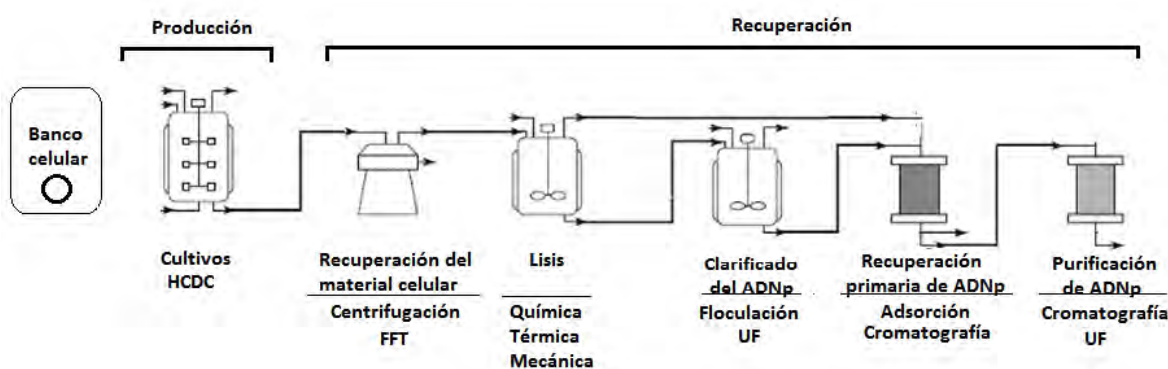 Producción
Recuperación
Banco
celular
Cultivos
HCDC
Recuperación del
material celular
Centrifugación
FFT
Lisis
Química
Térmica
Mecánica
Clarificado
del ADNp
Floculación
UF
Recuperación
primaria de ADNp
Adsorción
Cromatografía
Purificación
de ADNp
Cromatografía
UF